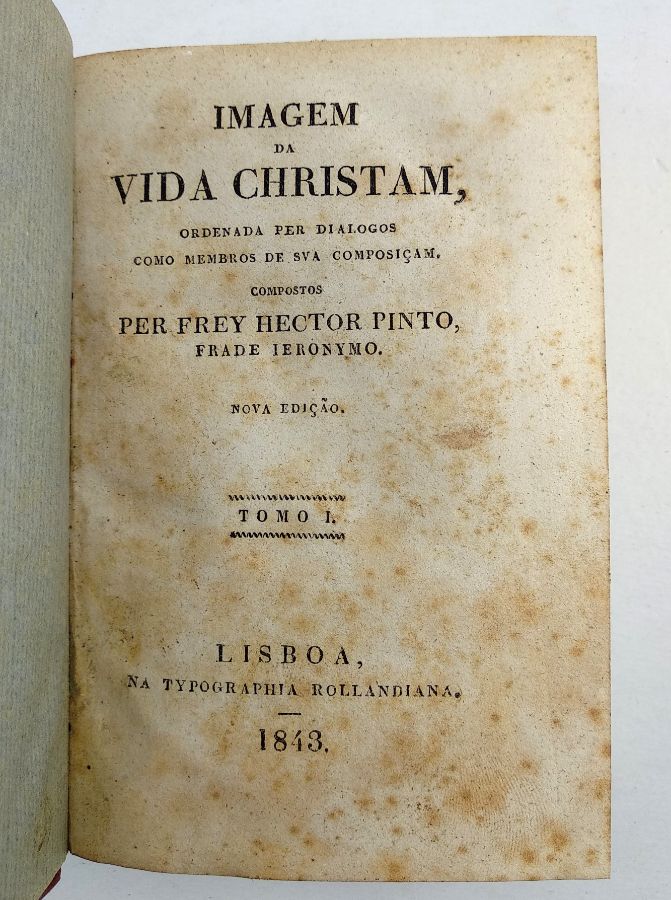 IMAGEM
DA
VIDA CHRISTAM,
ORDENADA PER DIALOGOS
COMO MEMBROS DE SVA COMPOSIÇAM.
COMPOSTOS
PER FREY HECTOR PINTO,
FRADE IERONYMO.
NOVA EDIÇÃO.
TOMO I.
LISBOA,
NA TYPOGRAPHIA ROLLANDIANA.
1843.